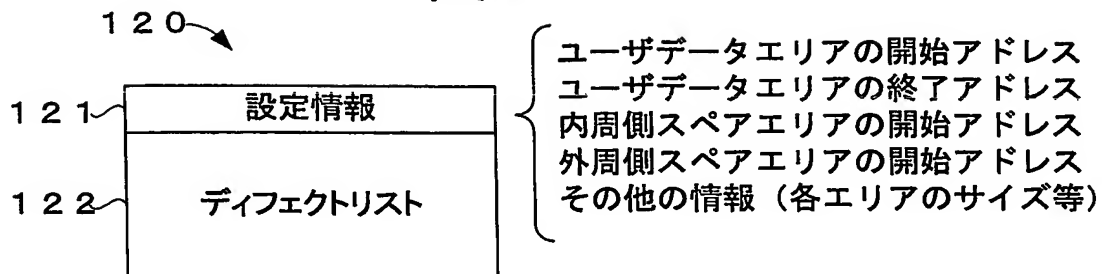 120
121 設定情報
122 ディフェクトリスト
ユーザデータエリアの開始アドレス
ユーザデータエリアの終了アドレス
内周側スペアエリアの開始アドレス
外周側スペアエリアの開始アドレス
その他の情報（各エリアのサイズ等）